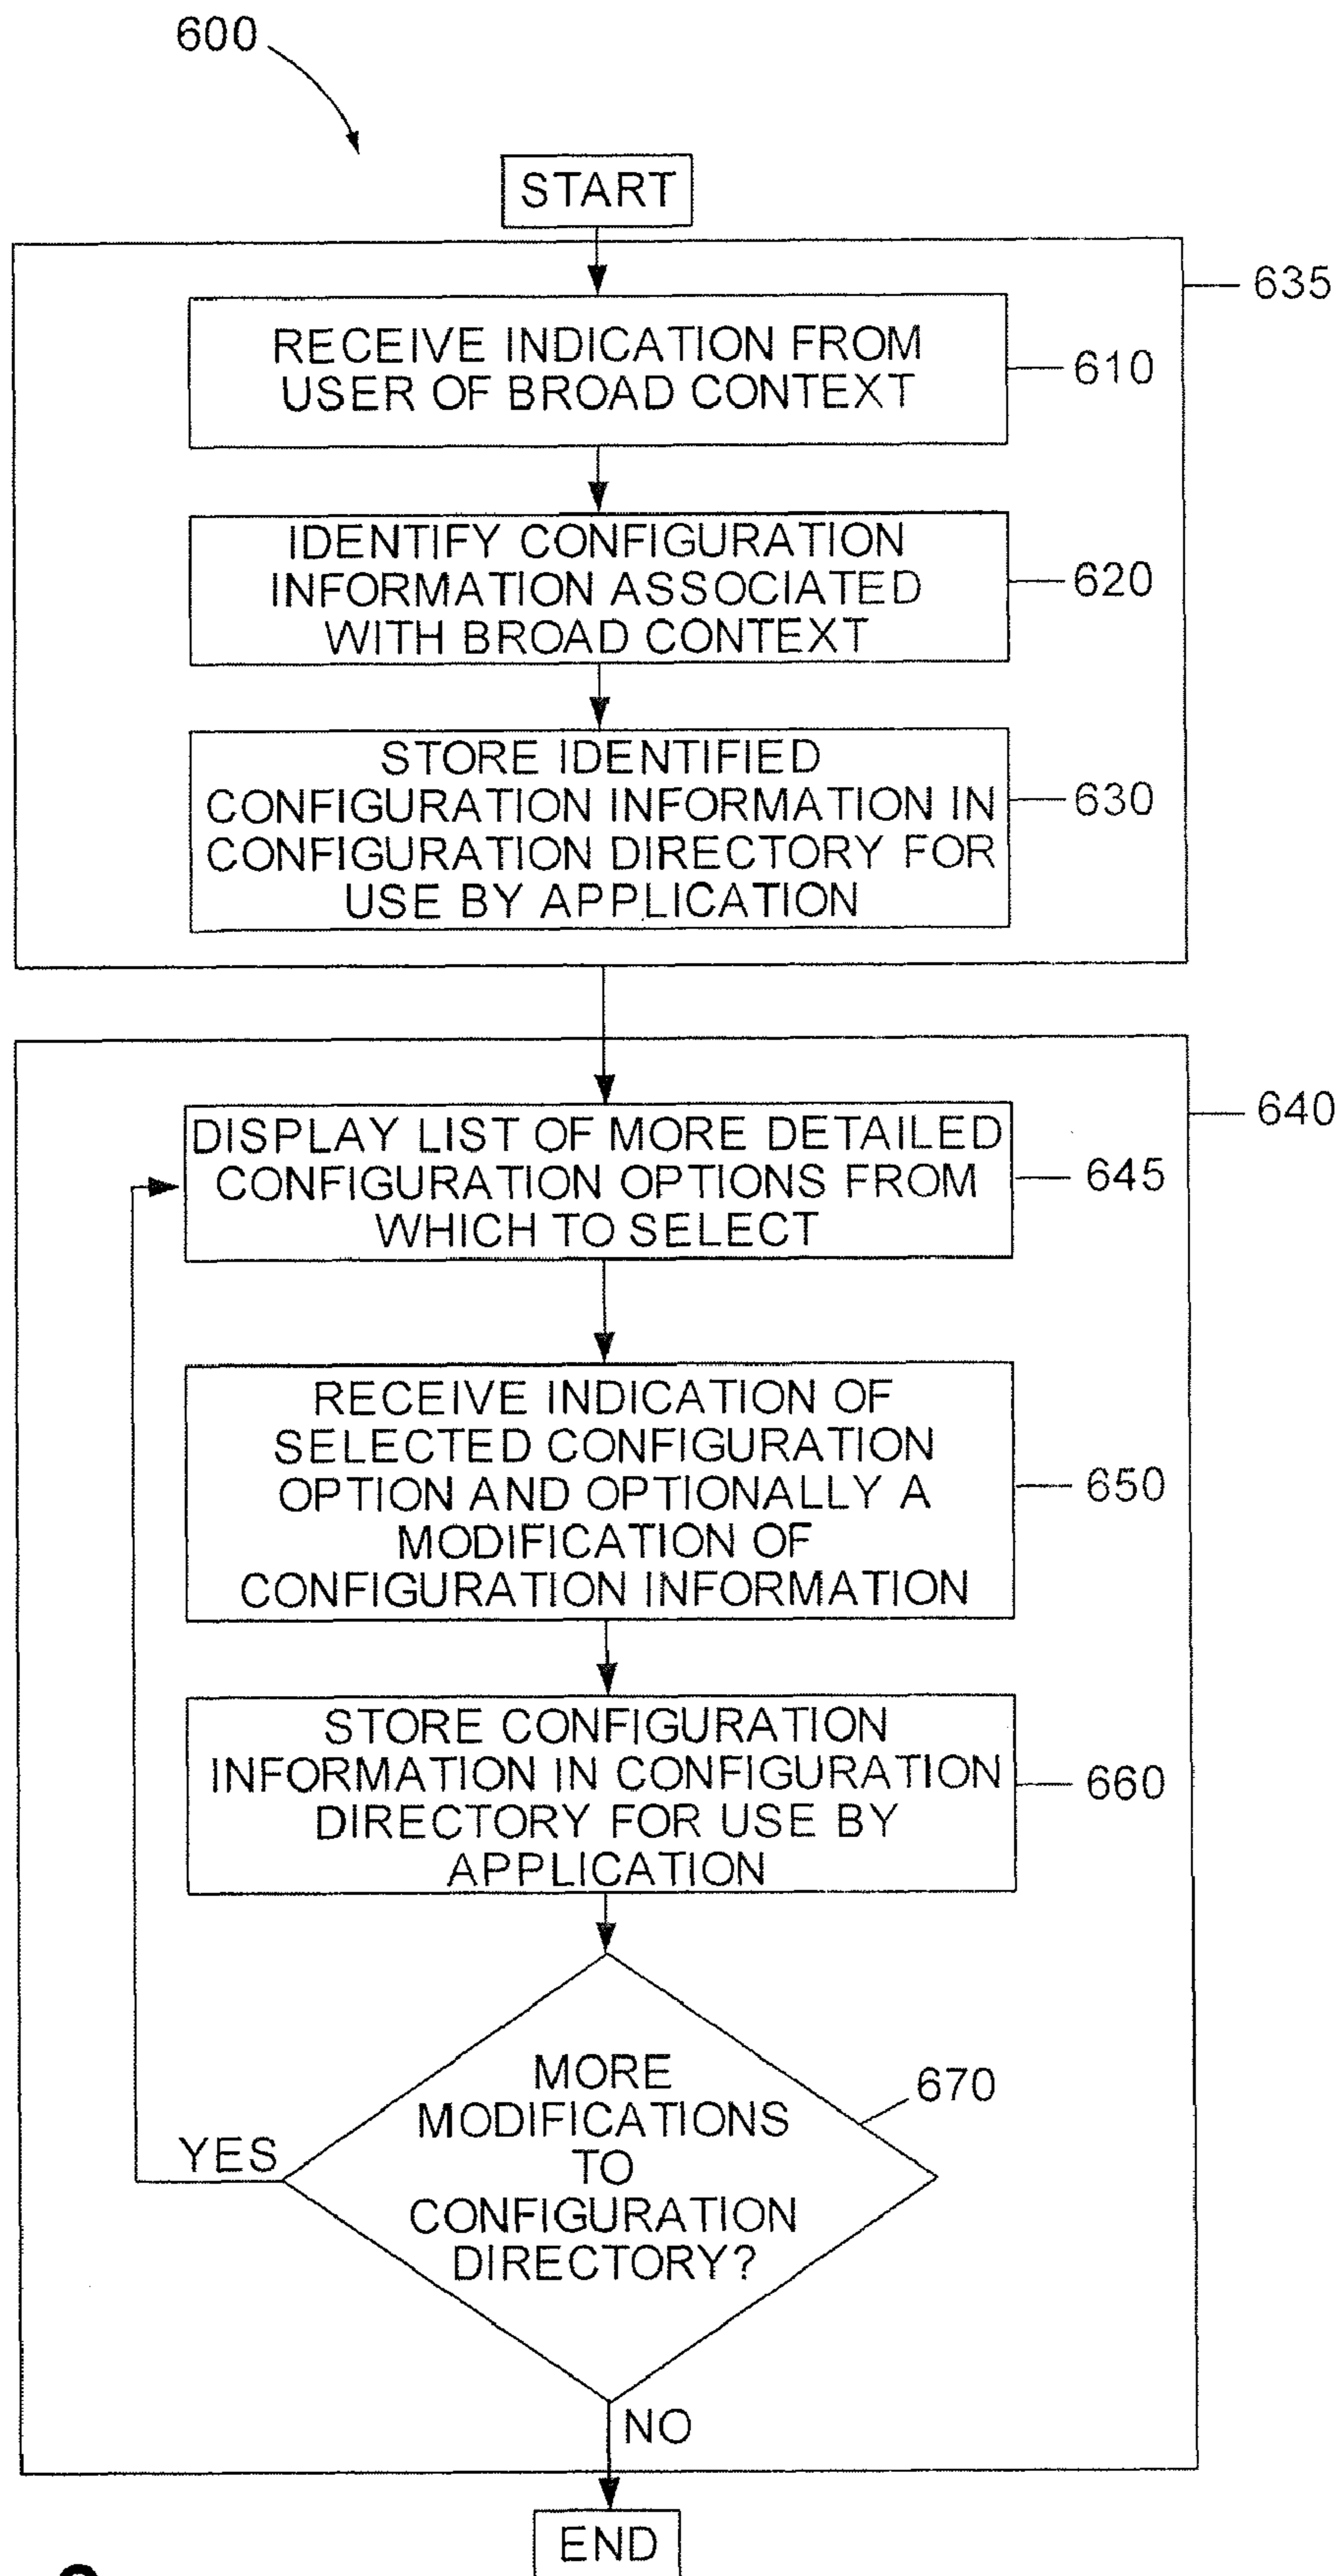 600
START
635
RECEIVE INDICATION FROM
USER OF BROAD CONTEXT
610
IDENTIFY CONFIGURATION
INFORMATION ASSOCIATED
WITH BROAD CONTEXT
620
STORE IDENTIFIED
CONFIGURATION INFORMATION IN
CONFIGURATION DIRECTORY FOR
USE BY APPLICATION
630
640
DISPLAY LIST OF MORE DETAILED
CONFIGURATION OPTIONS FROM
WHICH TO SELECT
645
RECEIVE INDICATION OF
SELECTED CONFIGURATION
OPTION AND OPTIONALLY A
MODIFICATION OF
CONFIGURATION INFORMATION
650
STORE CONFIGURATION
INFORMATION IN CONFIGURATION
DIRECTORY FOR USE BY
APPLICATION
660
MORE
MODIFICATIONS
TO
CONFIGURATION
DIRECTORY?
670
YES
NO
END